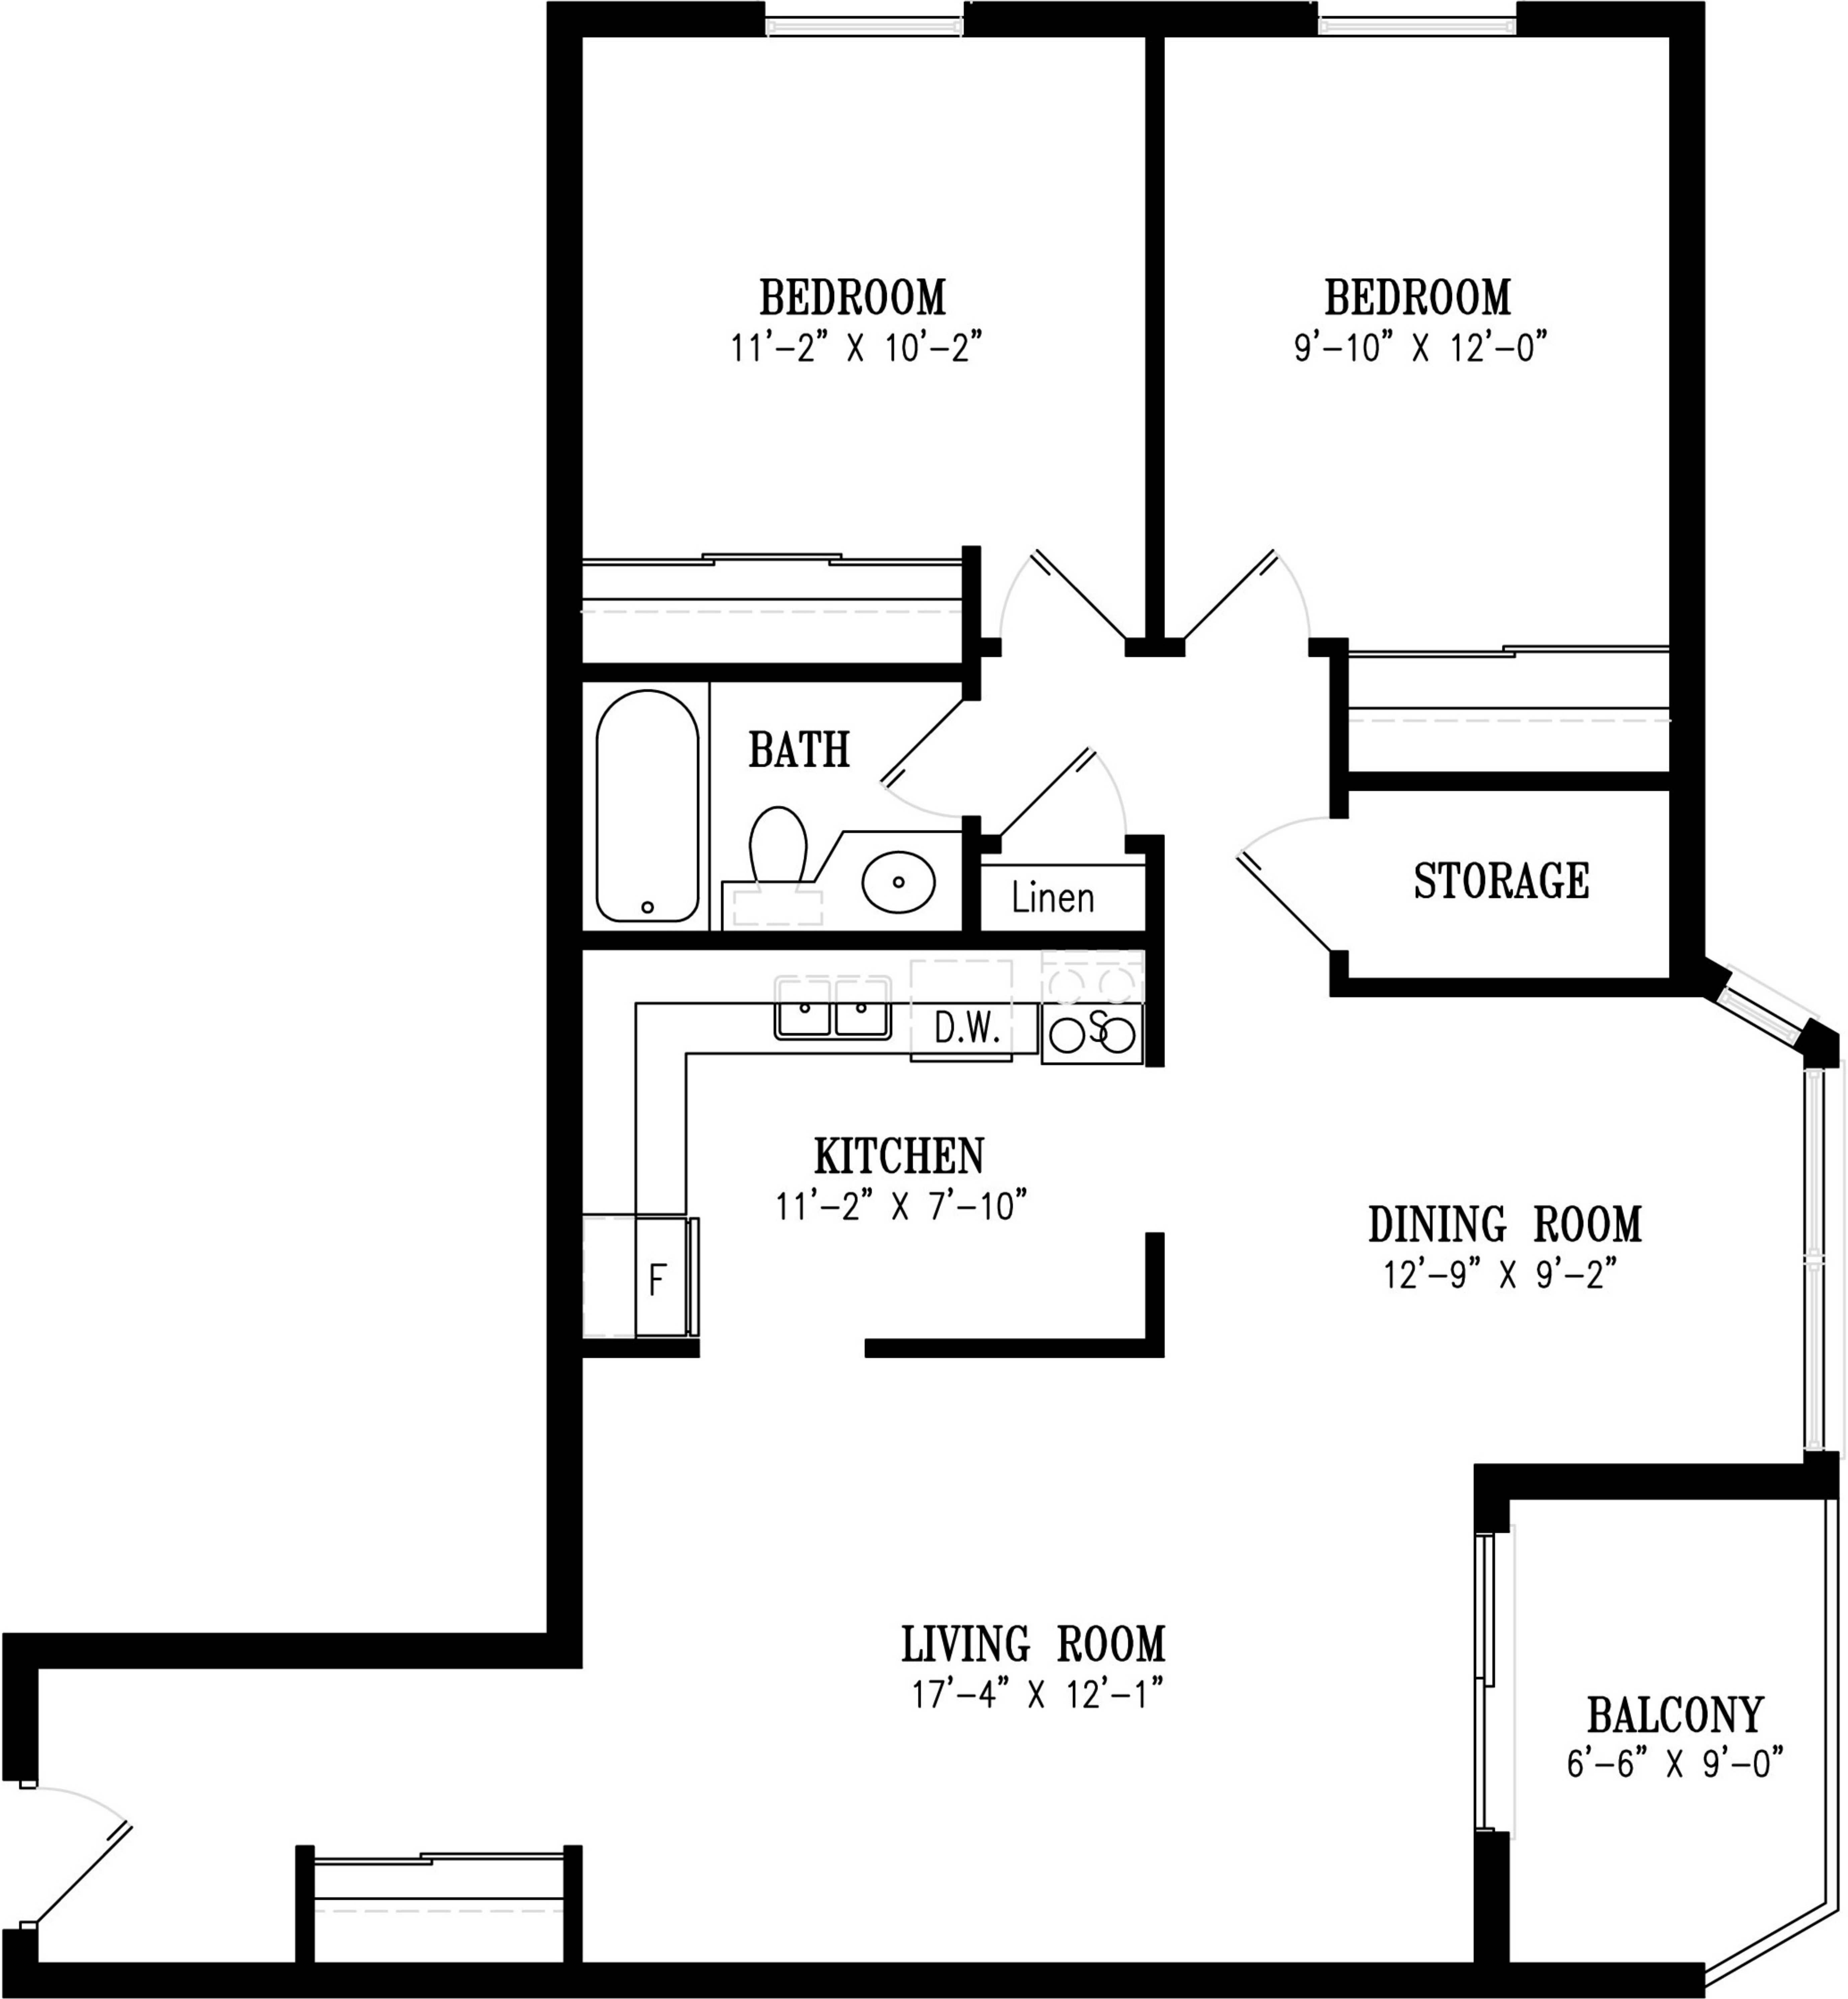 BEDROOM
11'-2" X 10'-2"
BEDROOM
9'-10" X 12'-0"
BATH
STORAGE
Linen
D.W.
S
KITCHEN
11'-2" X 7'-10"
DINING ROOM
12'-9" X 9'-2"
F
LIVING ROOM
17'-4" X 12'-1"
BALCONY
6'-6" X 9'-0"